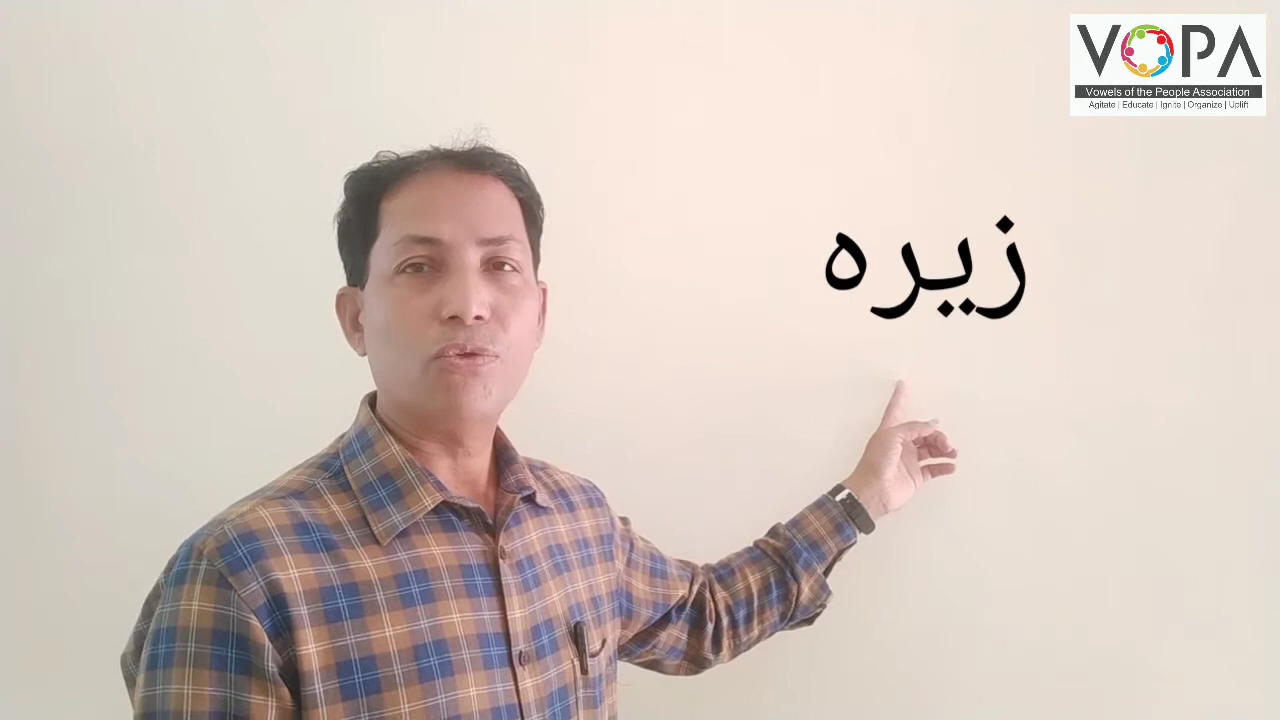 VOPA
Vowels of the People Association
Agitate | Educate | Ignite | Organize | Uplift
زیرہ